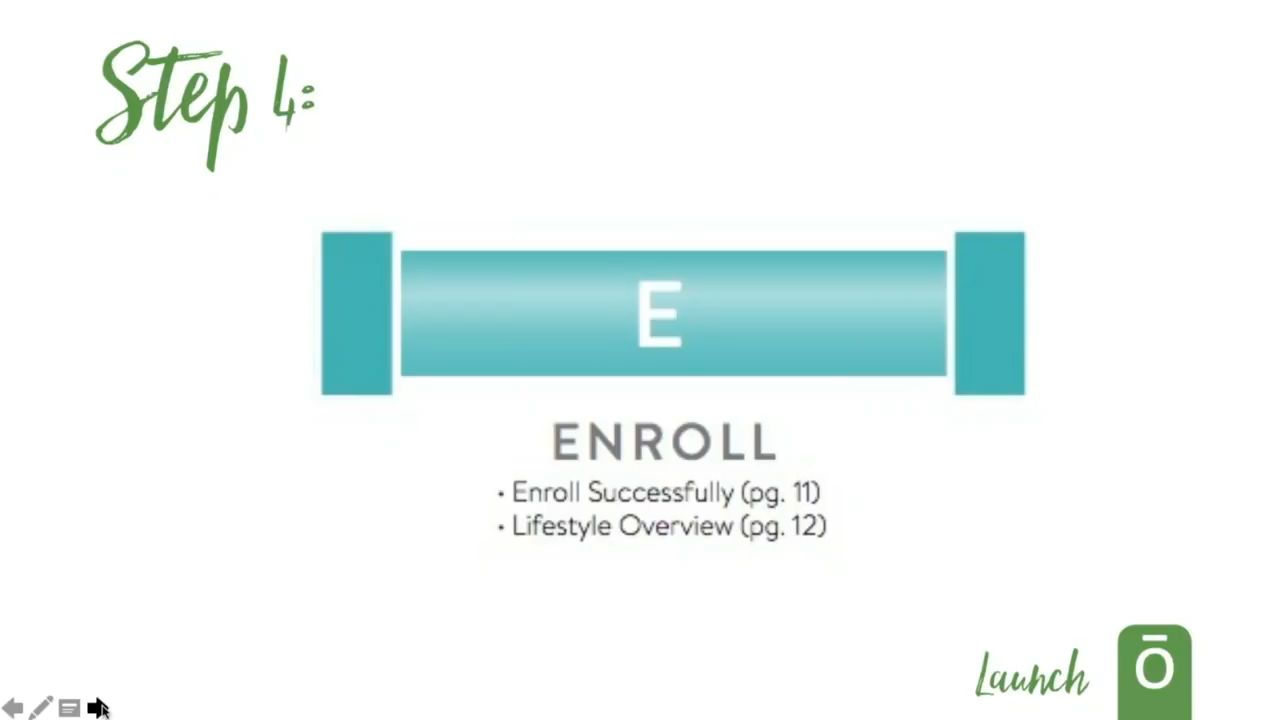 Step 4:
E
ENROLL
• Enroll Successfully (pg. 11)
• Lifestyle Overview (pg. 12)
Launch
Ō